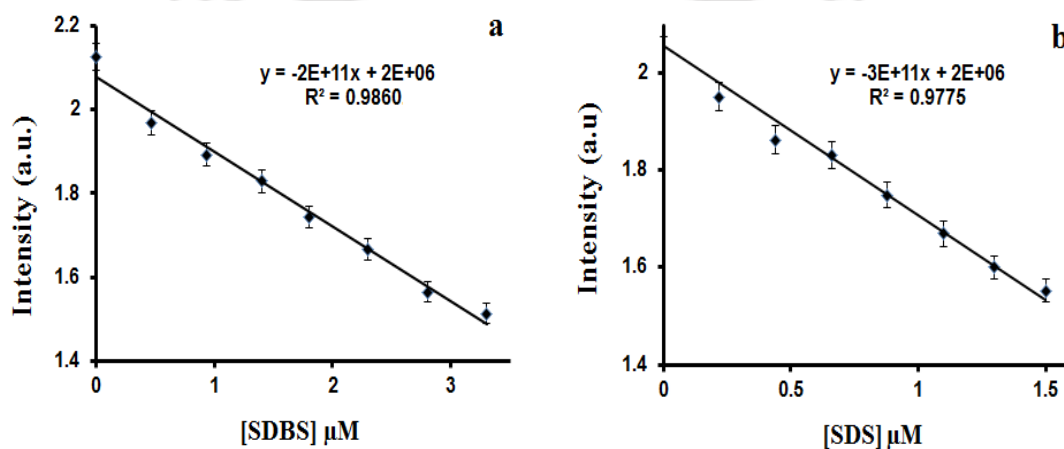 a
2.2
2
1.8
1.6
1.4
Intensity (a.u.)
y = -2E+11x + 2E+06
R² = 0.9860
0 1 2 3
[SDBS] µM
b
2
1.8
1.6
1.4
Intensity (a.u)
y = -3E+11x + 2E+06
R² = 0.9775
0 0.5 1 1.5
[SDS] µM